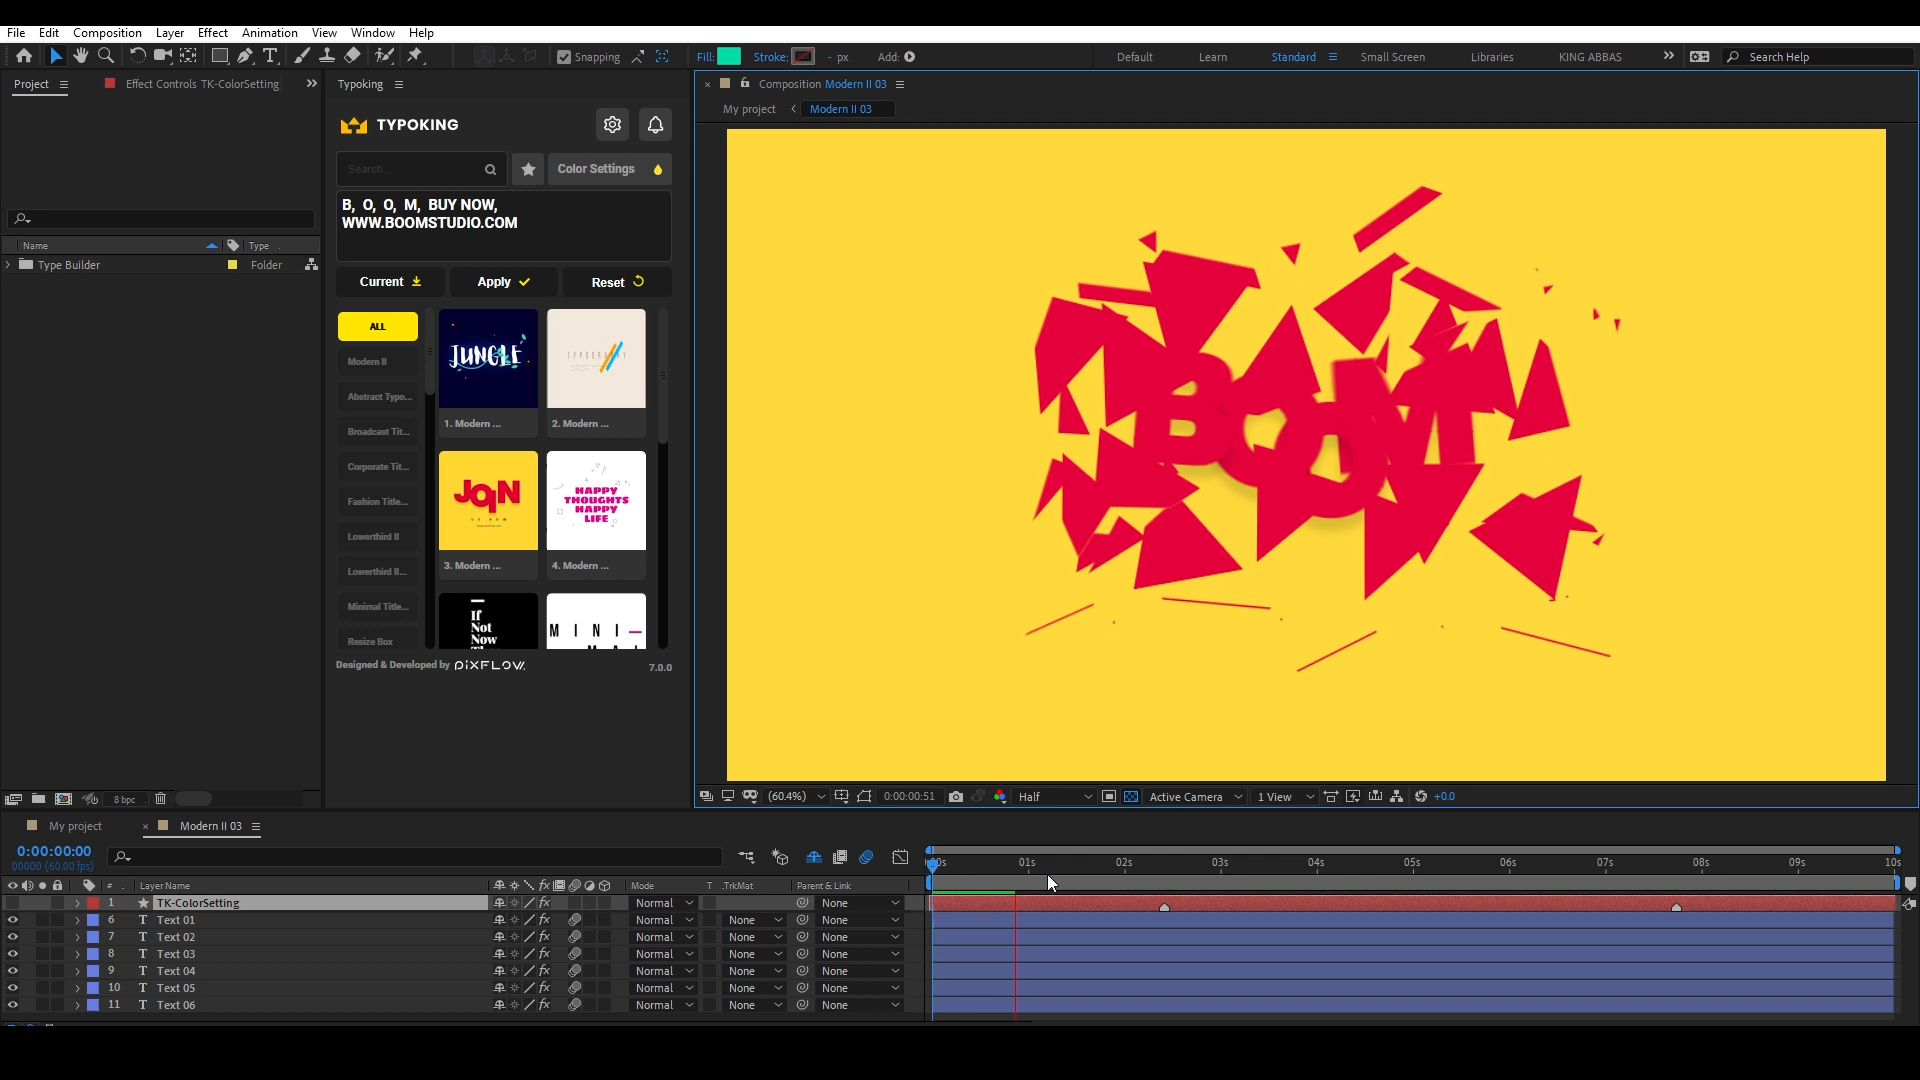 File Edit Composition Layer Effect Animation View Window Help
Snapping Fill: Stroke: - px Add: Default Learn Standard Small Screen Libraries KING ABBAS Search Help
Project Effect Controls TK-ColorSetting Typoking Composition Modern II 03
My project Modern II 03
TYPOKING
Search...
Color Settings
B, O, O, M, BUY NOW,
WWW.BOOMSTUDIO.COM
Name Type
Type Builder Folder
Current Apply Reset
ALL
Modern II
Abstract Typo...
Broadcast Tit...
Corporate Tit...
Fashion Title...
Lowerthird II
Lowerthird II...
Minimal Title...
Resize Box
JUNGLE
TYPOGRAPHY
1. Modern ...
2. Modern ...
JOIN
US NOW
HAPPY
THOUGHTS
HAPPY
LIFE
3. Modern ...
4. Modern ...
If
Not
Now
MINI
Designed & Developed by PIXFLOW
7.0.0
BOOM
8 bpc
(60.4%) 0:00:00:51 Half Active Camera 1 View +0.0
My project Modern II 03
0:00:00:00
00000 (60.00 fps)
00s 01s 02s 03s 04s 05s 06s 07s 08s 09s 10s
# Layer Name Mode T .TrkMat Parent & Link
1 TK-ColorSetting Normal None
6 T Text 01 Normal None None
7 T Text 02 Normal None None
8 T Text 03 Normal None None
9 T Text 04 Normal None None
10 T Text 05 Normal None None
11 T Text 06 Normal None None